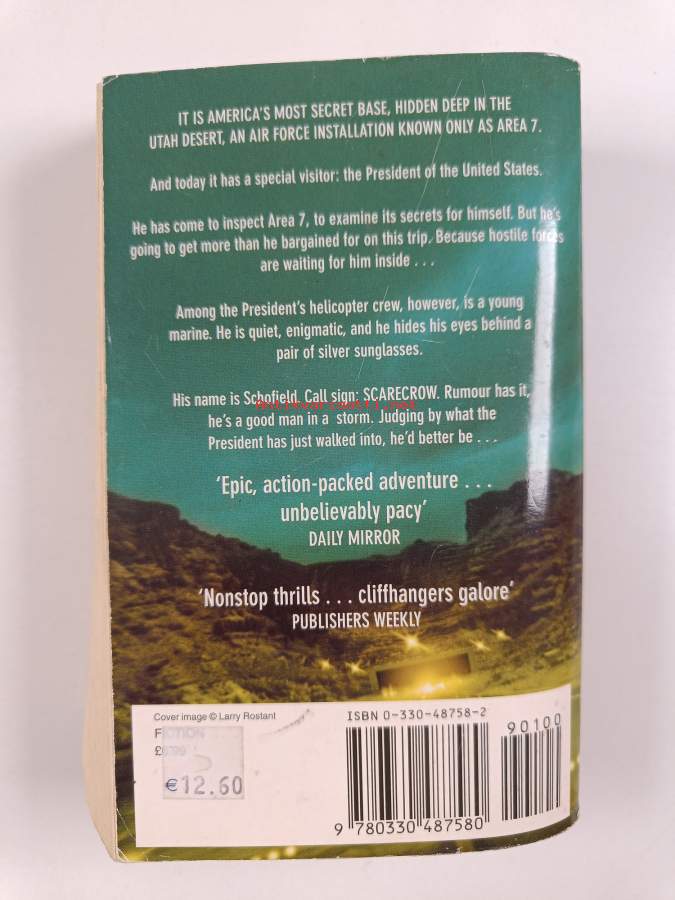 IT IS AMERICA'S MOST SECRET BASE, HIDDEN DEEP IN THE
UTAH DESERT, AN AIR FORCE INSTALLATION KNOWN ONLY AS AREA 7.
And today it has a special visitor: the President of the United States.
He has come to inspect Area 7, to examine its secrets for himself. But he's
going to get more than he bargained for on this trip. Because hostile forces
are waiting for him inside . . .
Among the President's helicopter crew, however, is a young
marine. He is quiet, enigmatic, and he hides his eyes behind a
pair of silver sunglasses.
His name is Schofield. Call sign: SCARECROW. Rumour has it,
he's a good man in a storm. Judging by what the
President has just walked into, he'd better be . . .
'Epic, action-packed adventure . . .
unbelievably pacy'
DAILY MIRROR
'Nonstop thrills . . . cliffhangers galore'
PUBLISHERS WEEKLY
Cover image © Larry Rostant
FICTION
€12.60
ISBN 0-330-48758-2
90100
9 780330 487580